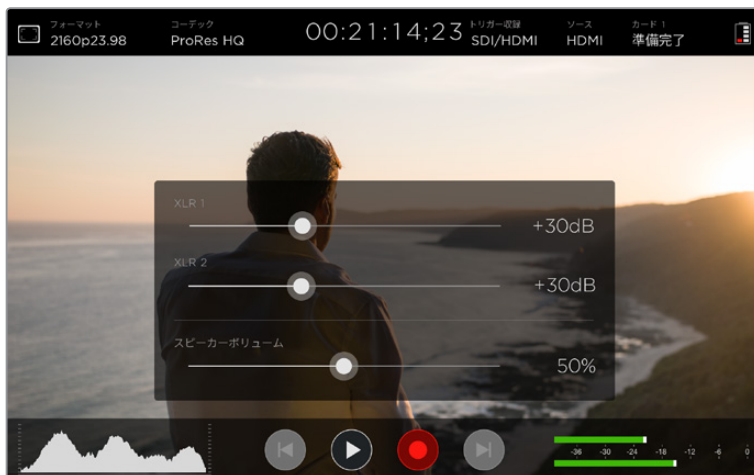 フォーマット
2160p23.98
コーデック
ProRes HQ
00:21:14;23
トリガー収録
SDI/HDMI
ソース
HDMI
カード 1
準備完了
XLR 1
+30dB
XLR 2
+30dB
スピーカーボリューム
50%
-36 -30 -24 -18 -12 -6 0